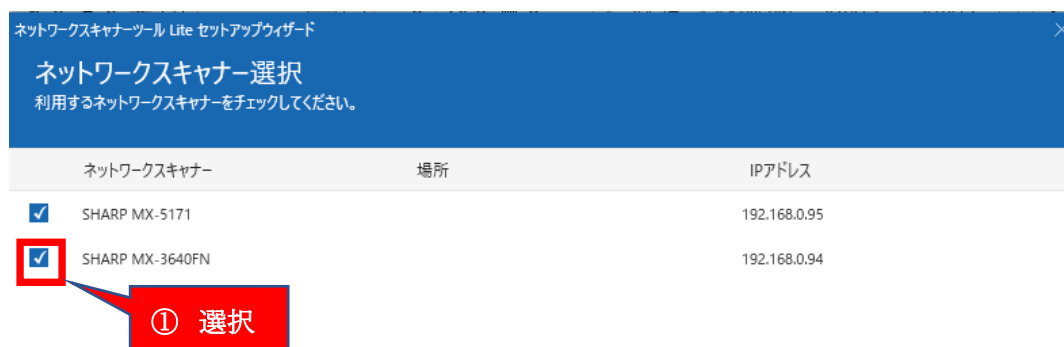 ネットワークスキャナーツール Lite セットアップウィザード
ネットワークスキャナー選択
利用するネットワークスキャナーをチェックしてください。
ネットワークスキャナー 場所 IPアドレス
SHARP MX-5171 192.168.0.95
SHARP MX-3640FN 192.168.0.94
① 選択